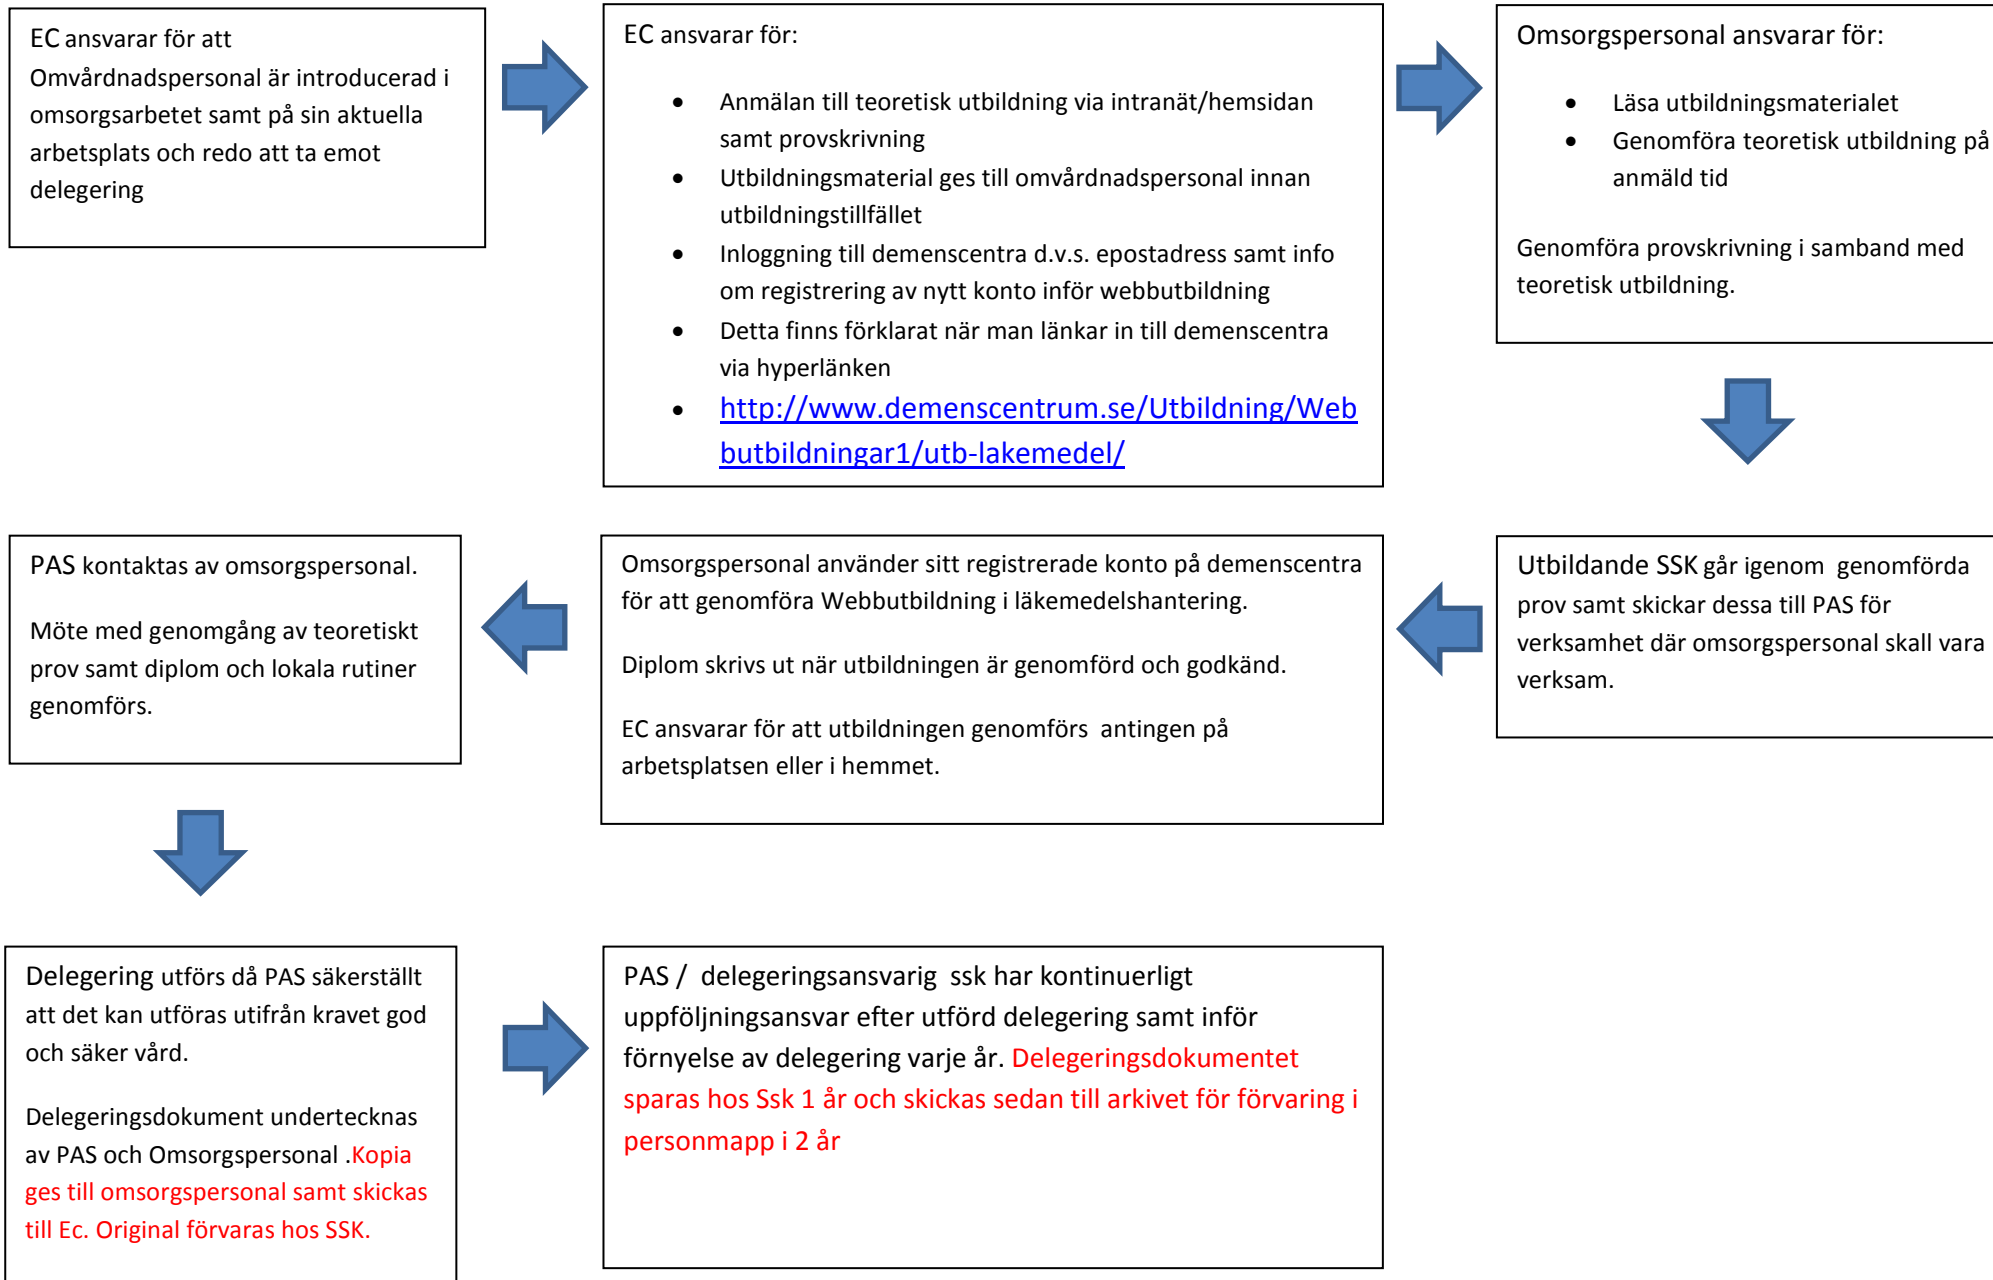 EC ansvarar för att
Omvårdnadspersonal är introducerad i
omsorgsarbetet samt på sin aktuella
arbetsplats och redo att ta emot
delegering
EC ansvarar för:
• Anmälan till teoretisk utbildning via intranät/hemsidan
samt provskrivning
• Utbildningsmaterial ges till omvårdnadspersonal innan
utbildningstillfället
• Inloggning till demenscentra d.v.s. epostadress samt info
om registrering av nytt konto inför webbutbildning
• Detta finns förklarat när man länkar in till demenscentra
via hyperlänken
• http://www.demenscentrum.se/Utbildning/Web
butbildningar1/utb-lakemedel/
Omsorgspersonal ansvarar för:
• Läsa utbildningsmaterialet
• Genomföra teoretisk utbildning på
anmäld tid
Genomföra provskrivning i samband med
teoretisk utbildning.
Utbildande SSK går igenom genomförda
prov samt skickar dessa till PAS för
verksamhet där omsorgspersonal skall vara
verksam.
Omsorgspersonal använder sitt registrerade konto på demenscentra
för att genomföra Webbutbildning i läkemedelshantering.
Diplom skrivs ut när utbildningen är genomförd och godkänd.
EC ansvarar för att utbildningen genomförs antingen på
arbetsplatsen eller i hemmet.
PAS kontaktas av omsorgspersonal.
Möte med genomgång av teoretiskt
prov samt diplom och lokala rutiner
genomförs.
Delegering utförs då PAS säkerställt
att det kan utföras utifrån kravet god
och säker vård.
Delegeringsdokument undertecknas
av PAS och Omsorgspersonal .Kopia
ges till omsorgspersonal samt skickas
till Ec. Original förvaras hos SSK.
PAS / delegeringsansvarig ssk har kontinuerligt
uppföljningsansvar efter utförd delegering samt inför
förnyelse av delegering varje år. Delegeringsdokumentet
sparas hos Ssk 1 år och skickas sedan till arkivet för förvaring i
personmapp i 2 år